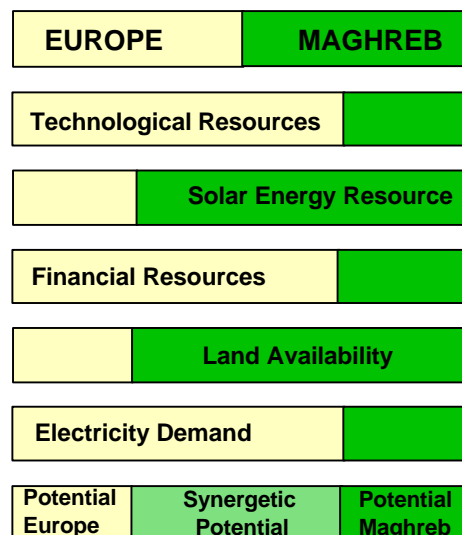 EUROPE MAGHREB
Technological Resources
Solar Energy Resource
Financial Resources
Land Availability
Electricity Demand
Potential Europe
Synergetic Potential
Potential Maghreb